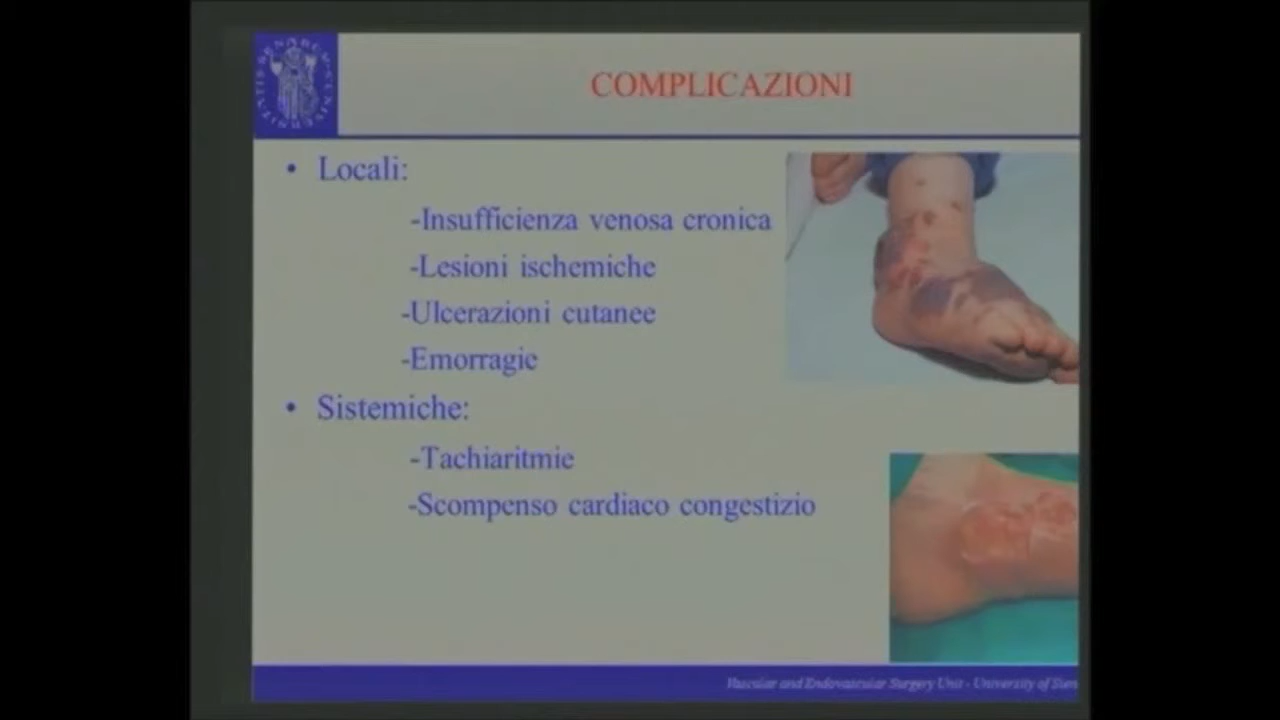 COMPLICAZIONI
• Locali:
-Insufficienza venosa cronica
-Lesioni ischemiche
-Ulcerazioni cutanee
-Emorragie
• Sistemiche:
-Tachiaritmie
-Scompenso cardiaco congestizio
Vascular and Endovascular Surgery Unit - University of